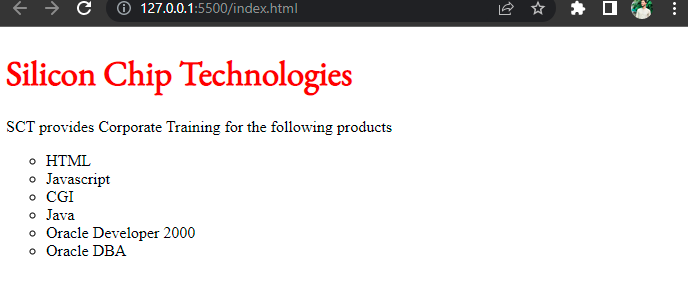 127.0.0.1:5500/index.html
Silicon Chip Technologies
SCT provides Corporate Training for the following products
HTML
Javascript
CGI
Java
Oracle Developer 2000
Oracle DBA